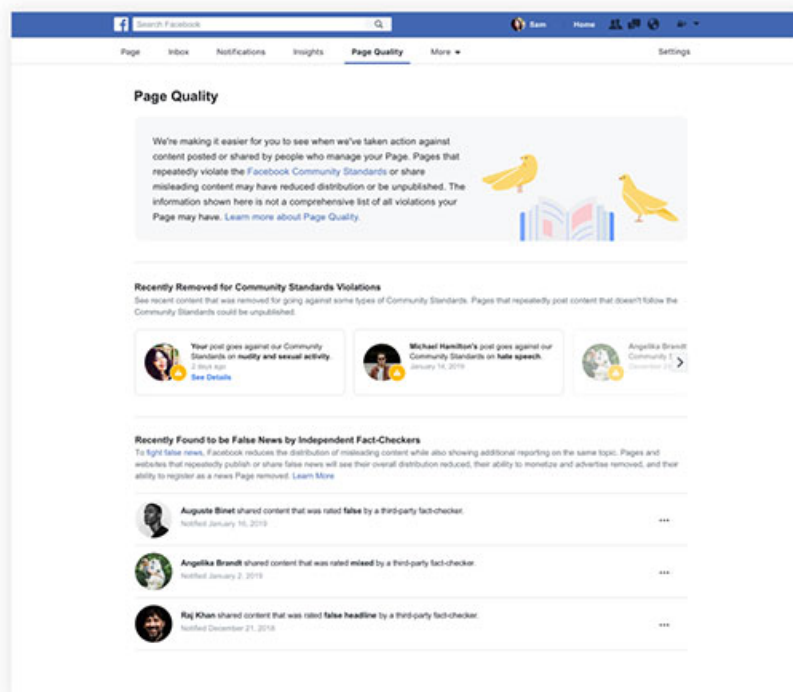 f
Search Facebook
Sam
Home
Page
Inbox
Notifications
Insights
Page Quality
More
Settings
Page Quality
We're making it easier for you to see when we've taken action against
content posted or shared by people who manage your Page. Pages that
repeatedly violate the Facebook Community Standards or share
misleading content may have reduced distribution or be unpublished. The
information shown here is not a comprehensive list of all violations your
Page may have. Learn more about Page Quality.
Recently Removed for Community Standards Violations
See recent content that was removed for going against some types of Community Standards. Pages that repeatedly post content that doesn't follow the
Community Standards could be unpublished.
Your post goes against our Community
Standards on nudity and sexual activity.
2 days ago
See Details
Michael Hamilton's post goes against our
Community Standards on hate speech.
January 14, 2019
Angelika Brandt
Community
December
Recently Found to be False News by Independent Fact-Checkers
To fight false news, Facebook reduces the distribution of misleading content while also showing additional reporting on the same topic. Pages and
websites that repeatedly publish or share false news will see their overall distribution reduced, their ability to monetize and advertise removed, and their
ability to register as a news Page removed. Learn More
Auguste Binet shared content that was rated false by a third-party fact-checker.
Notified January 16, 2019
Angelika Brandt shared content that was rated mixed by a third-party fact-checker.
Notified January 2, 2019
Raj Khan shared content that was rated false headline by a third-party fact-checker.
Notified December 21, 2018